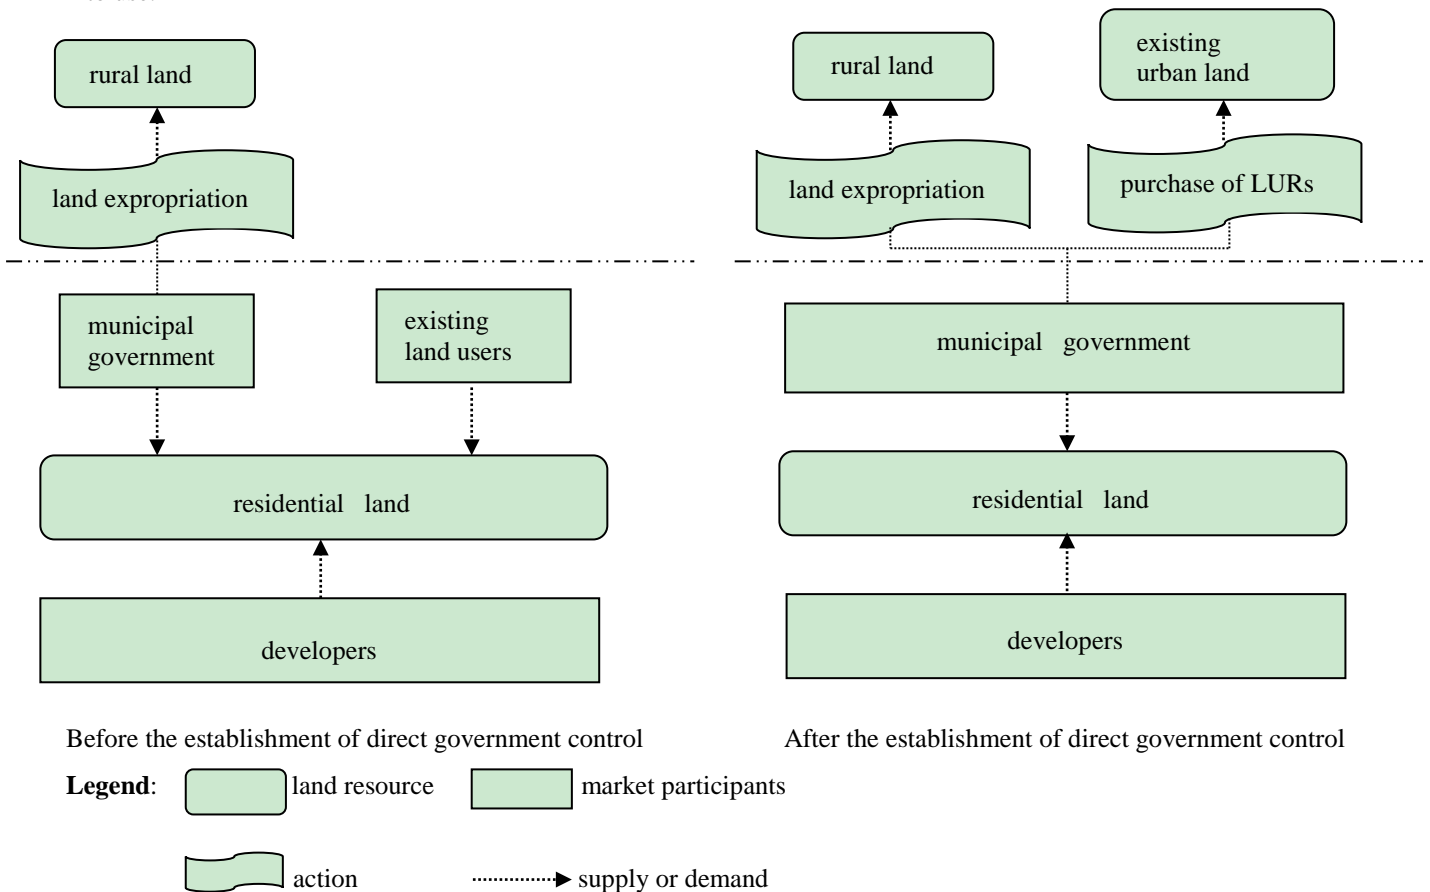 rural land
land expropriation
municipal
government
existing
land users
residential land
developers
Before the establishment of direct government control
rural land
existing
urban land
land expropriation
purchase of LURs
municipal government
residential land
developers
After the establishment of direct government control
Legend:
land resource
market participants
action
supply or demand